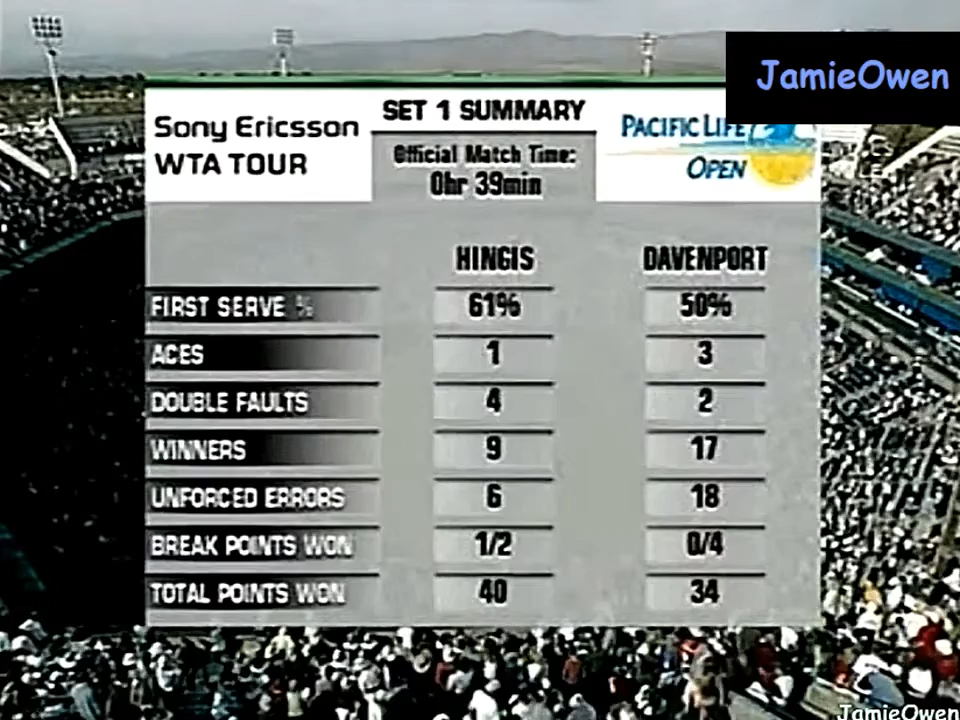 JamieOwen
Sony Ericsson
WTA TOUR
SET 1 SUMMARY
Official Match Time:
0hr 39min
PACIFIC LIFE
OPEN
HINGIS DAVENPORT
FIRST SERVE % 61% 50%
ACES 1 3
DOUBLE FAULTS 4 2
WINNERS 9 17
UNFORCED ERRORS 6 18
BREAK POINTS WON 1/2 0/4
TOTAL POINTS WON 40 34
JamieOwen